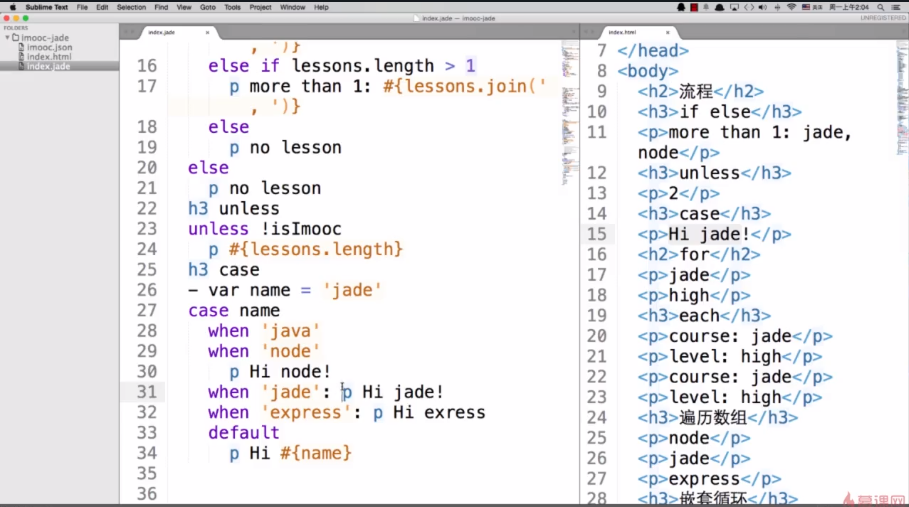 Sublime Text File Edit Selection Find View Goto Tools Project Window Help 周一上午2:04
index.jade — imooc-jade
UNREGISTERED
FOLDERS
imooc-jade
imooc.json
index.html
index.jade
index.jade
, ')}
16 else if lessons.length > 1
17 p more than 1: #{lessons.join('
, ')}
18 else
19 p no lesson
20 else
21 p no lesson
22 h3 unless
23 unless !isImooc
24 p #{lessons.length}
25 h3 case
26 - var name = 'jade'
27 case name
28 when 'java'
29 when 'node'
30 p Hi node!
31 when 'jade': p Hi jade!
32 when 'express': p Hi exress
33 default
34 p Hi #{name}
35
36
index.html
7 </head>
8 <body>
9 <h2>流程</h2>
10 <h3>if else</h3>
11 <p>more than 1: jade,
node</p>
12 <h3>unless</h3>
13 <p>2</p>
14 <h3>case</h3>
15 <p>Hi jade!</p>
16 <h2>for</h2>
17 <p>jade</p>
18 <p>high</p>
19 <h3>each</h3>
20 <p>course: jade</p>
21 <p>level: high</p>
22 <p>course: jade</p>
23 <p>level: high</p>
24 <h3>遍历数组</h3>
25 <p>node</p>
26 <p>jade</p>
27 <p>express</p>
28 <h3>嵌套循环</h3>
慕课网